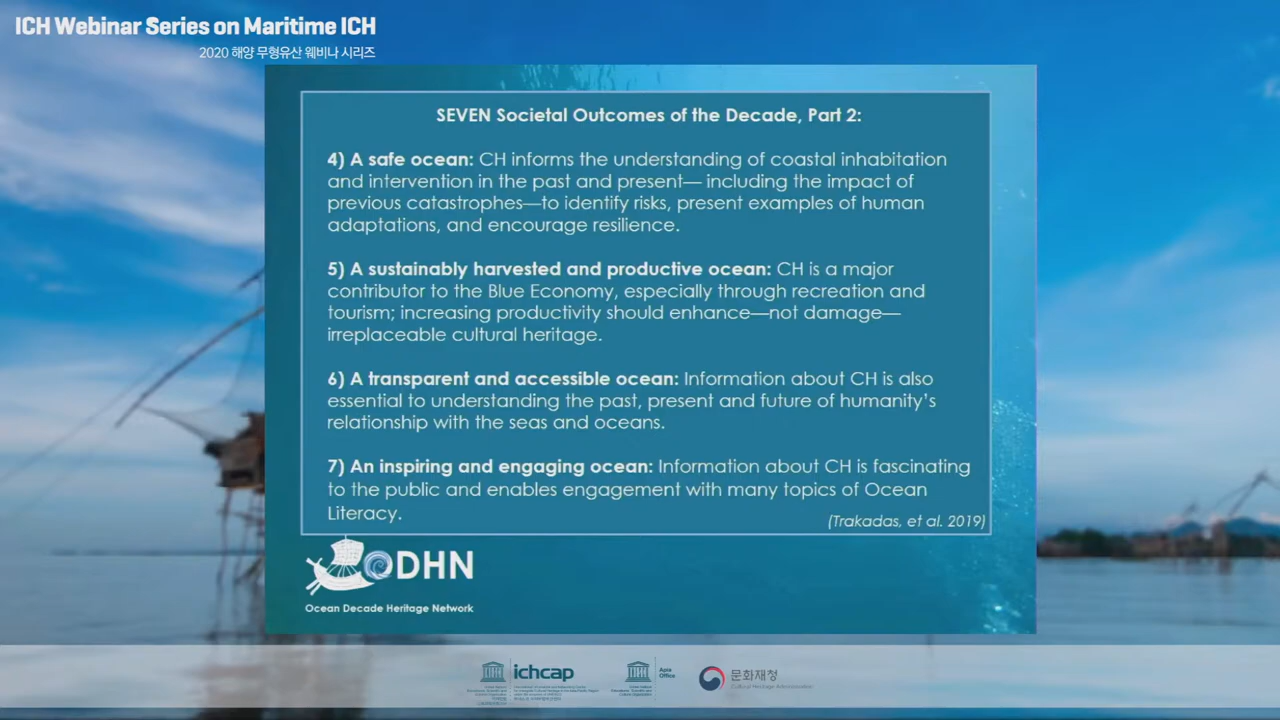 ICH Webinar Series on Maritime ICH
2020 해양 무형유산 웨비나 시리즈
SEVEN Societal Outcomes of the Decade, Part 2:
4) A safe ocean: CH informs the understanding of coastal inhabitation
and intervention in the past and present— including the impact of
previous catastrophes—to identify risks, present examples of human
adaptations, and encourage resilience.
5) A sustainably harvested and productive ocean: CH is a major
contributor to the Blue Economy, especially through recreation and
tourism; increasing productivity should enhance—not damage—
irreplaceable cultural heritage.
6) A transparent and accessible ocean: Information about CH is also
essential to understanding the past, present and future of humanity's
relationship with the seas and oceans.
7) An inspiring and engaging ocean: Information about CH is fascinating
to the public and enables engagement with many topics of Ocean
Literacy.
(Trakadas, et al. 2019)
ODHN
Ocean Decade Heritage Network
ichcap
Office
문화재청
Cultural Heritage Administration